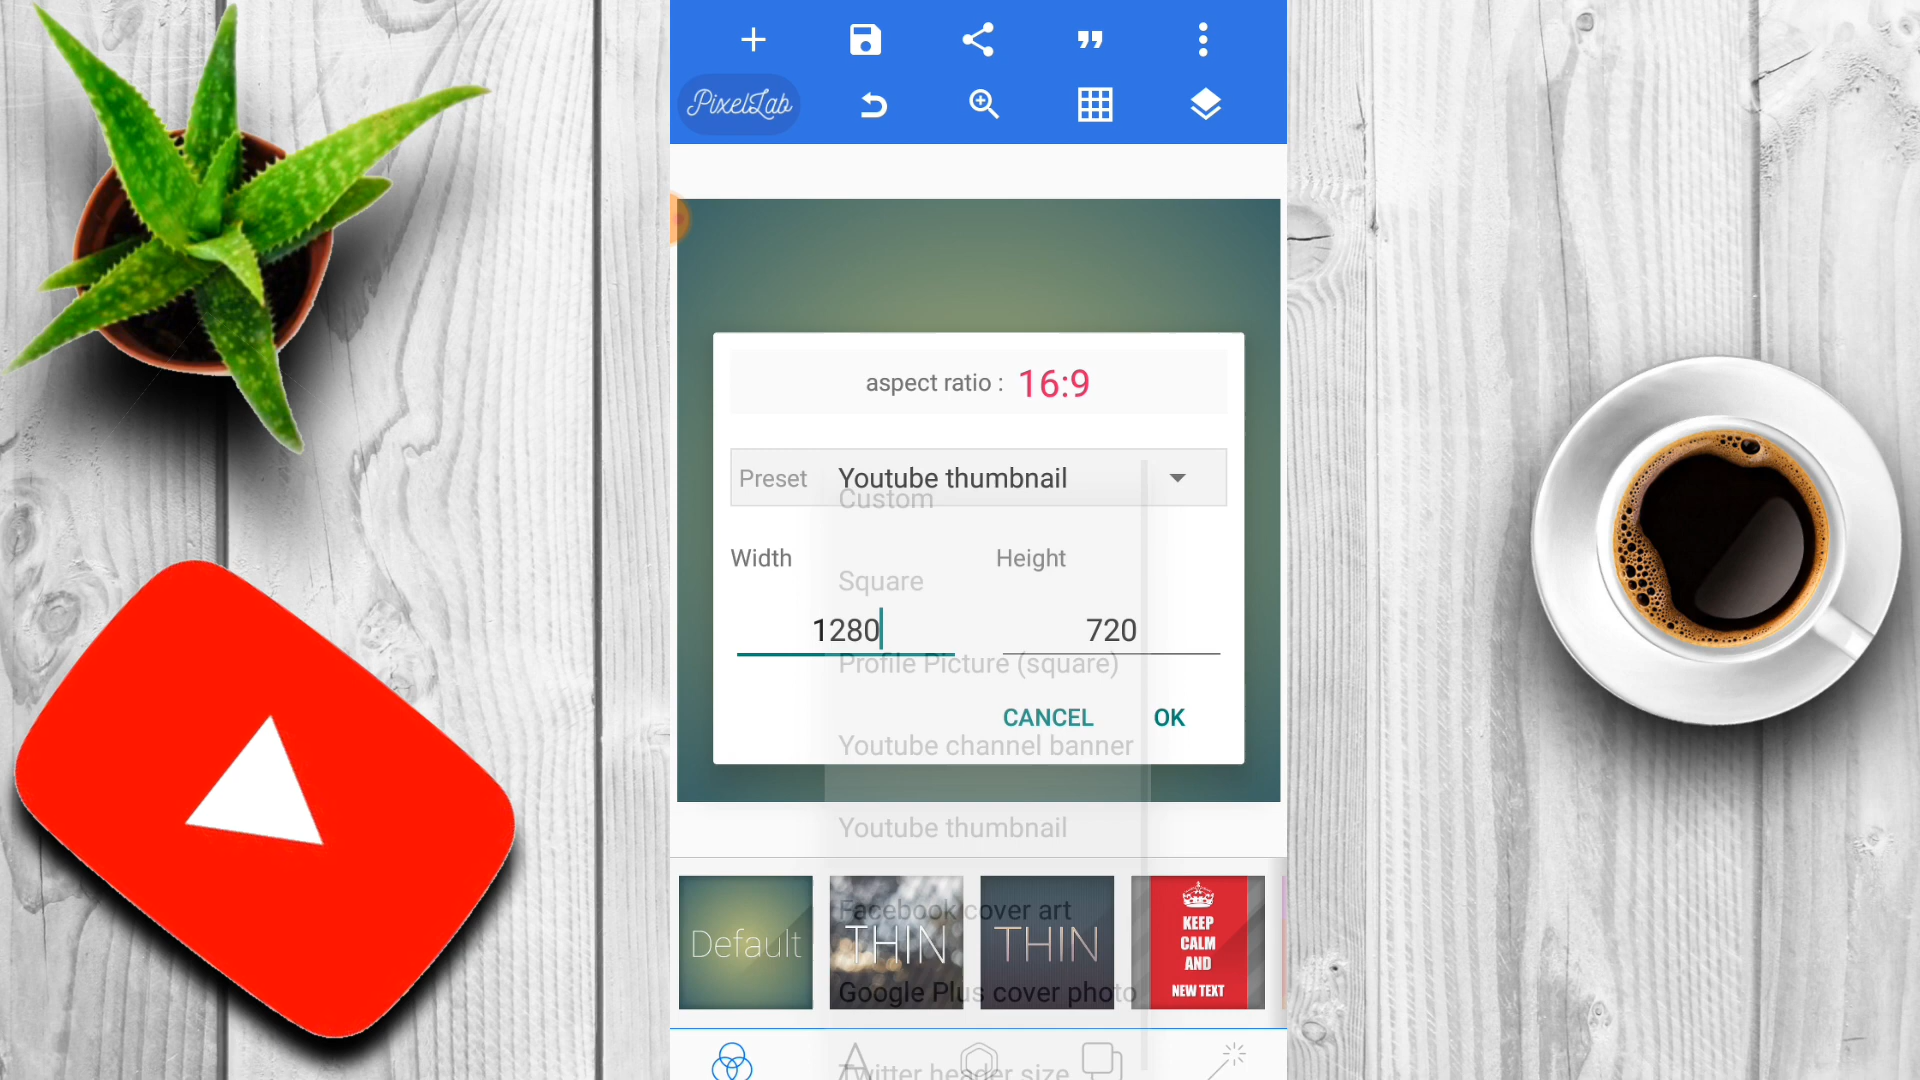 PixelLab
aspect ratio : 16:9
Preset Youtube thumbnail
Custom
Width Height
Square
1280 720
Profile Picture (square)
CANCEL OK
Youtube channel banner
Youtube thumbnail
Facebook cover art
Default THIN THIN KEEP
CALM
AND
NEW TEXT
Google Plus cover photo
Twitter header size